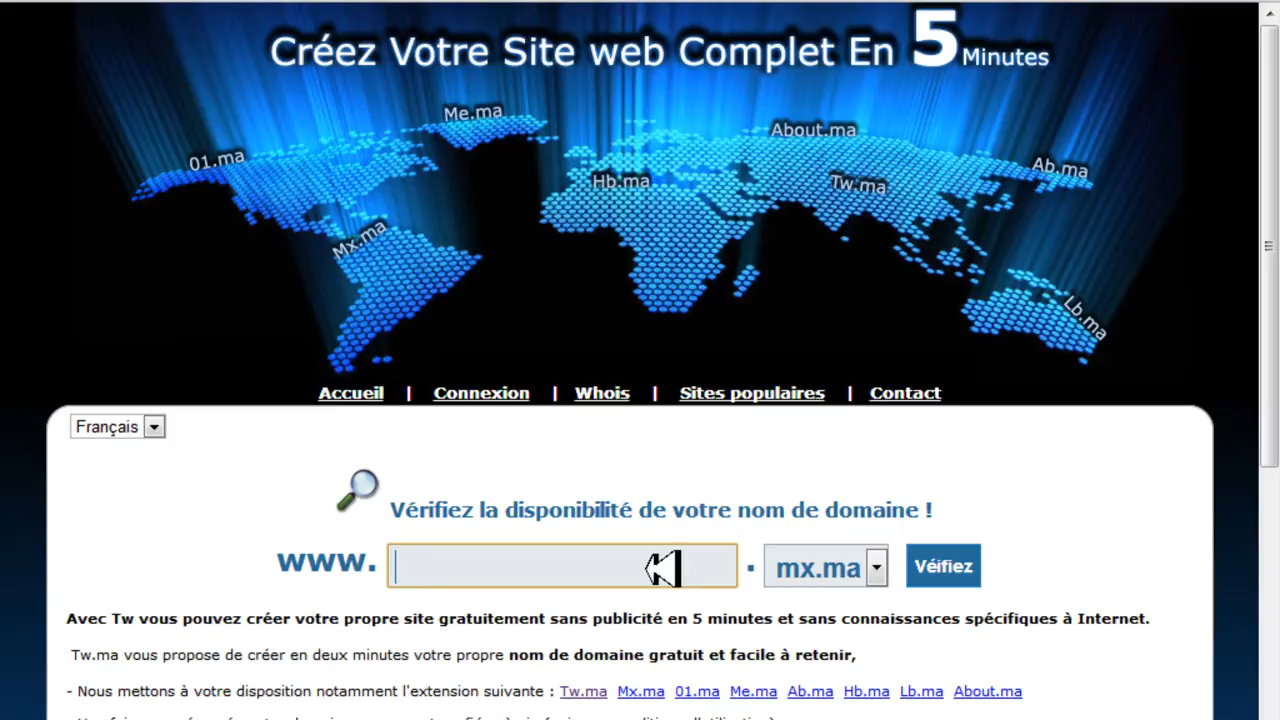 Créez Votre Site web Complet En 5 Minutes
Me.ma
About.ma
01.ma
Ab.ma
Hb.ma
Tw.ma
Mx.ma
Lb.ma
Accueil | Connexion | Whois | Sites populaires | Contact
Français
Vérifiez la disponibilité de votre nom de domaine !
www. . mx.ma Véifiez
Avec Tw vous pouvez créer votre propre site gratuitement sans publicité en 5 minutes et sans connaissances spécifiques à Internet.
Tw.ma vous propose de créer en deux minutes votre propre nom de domaine gratuit et facile à retenir,
- Nous mettons à votre disposition notamment l'extension suivante : Tw.ma Mx.ma 01.ma Me.ma Ab.ma Hb.ma Lb.ma About.ma